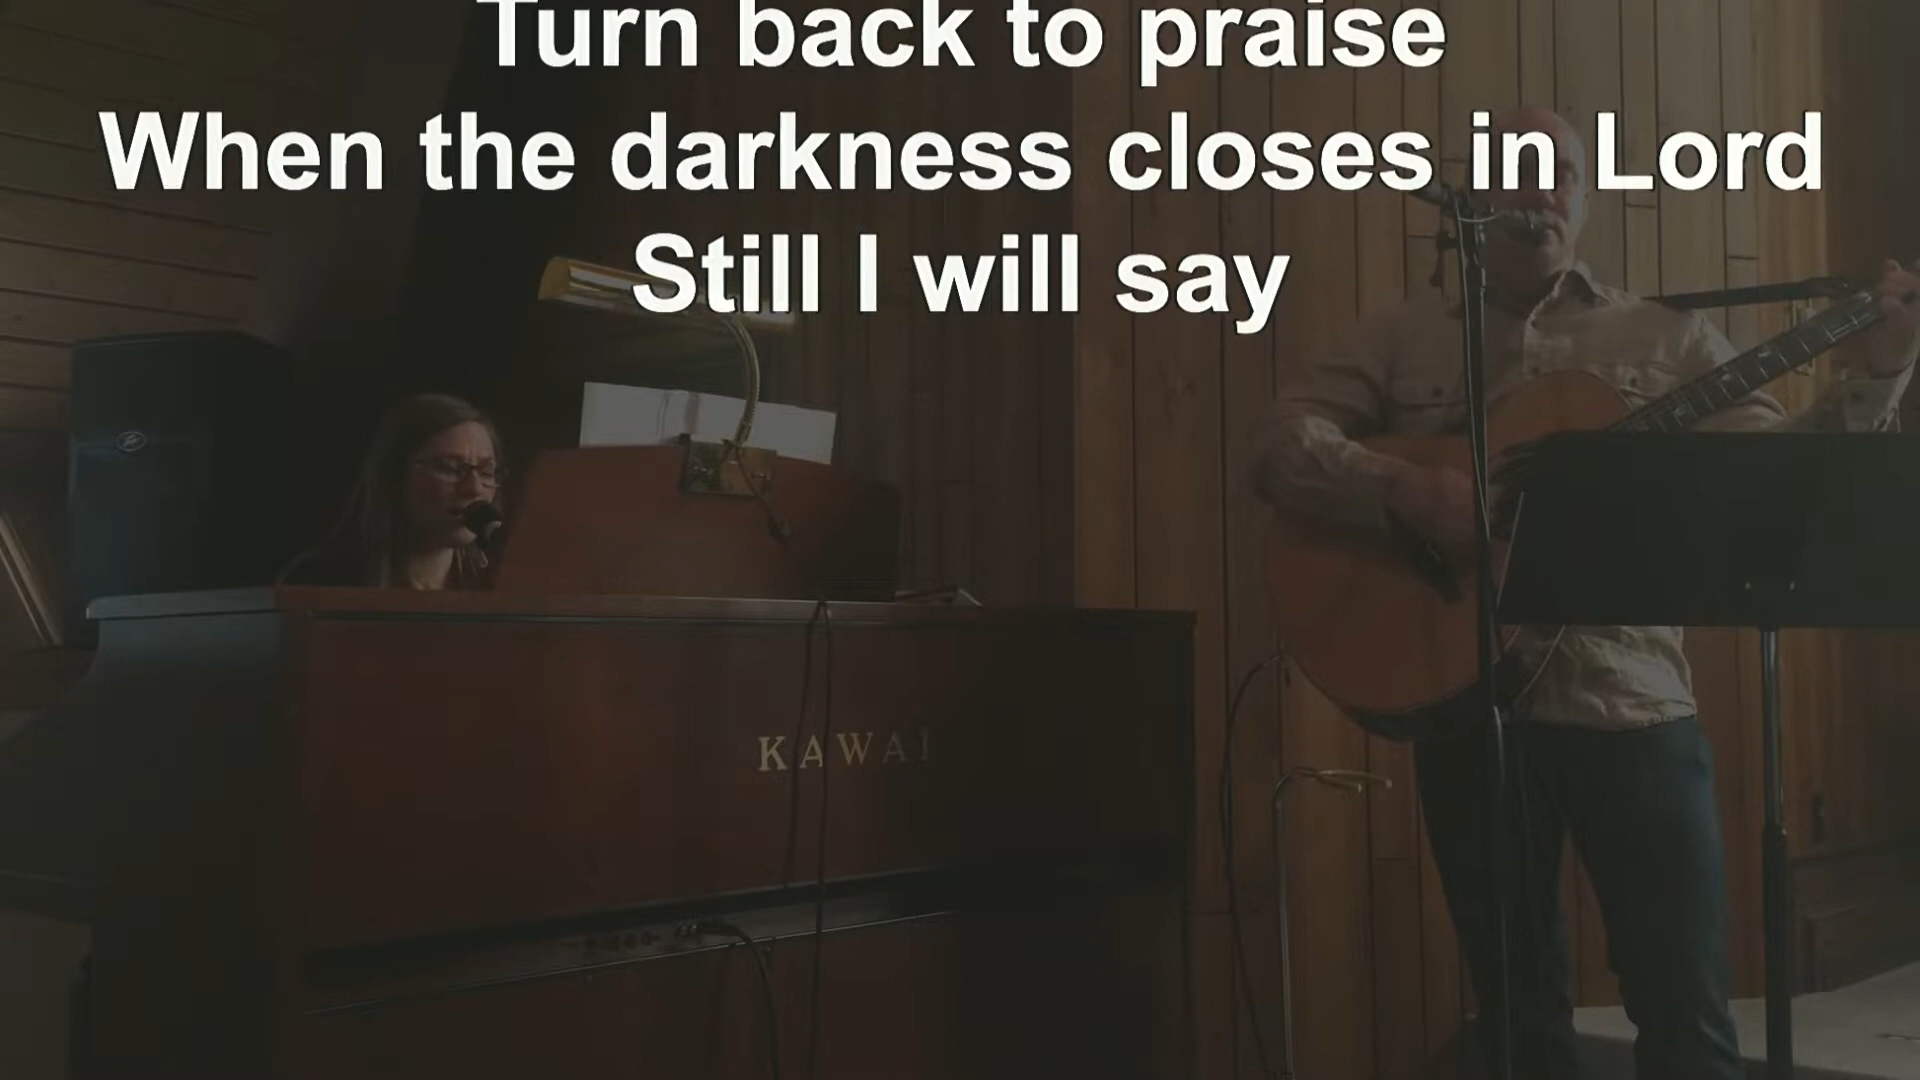 Turn back to praise
When the darkness closes in Lord
Still I will say
KAWAI